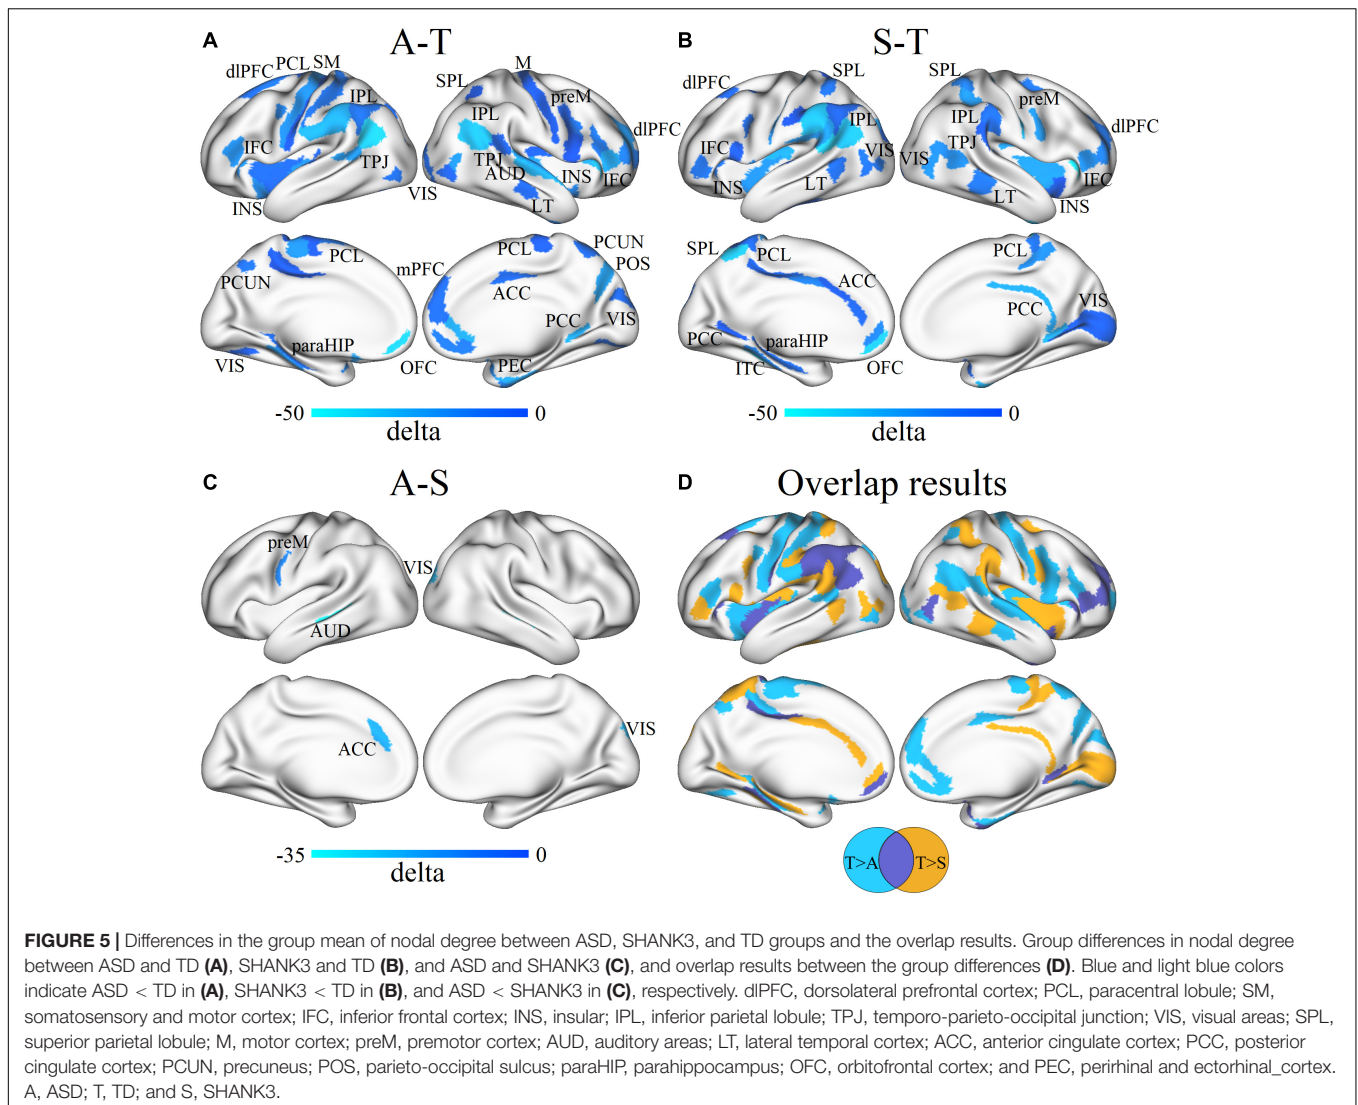 A
A-T
dlPFC PCL SM
IPL
IFC
TPJ
INS
VIS
SPL
M
preM
IPL
dlPFC
TPJ
AUD
INS
IFC
LT
PCL
PCUN
mPFC
paraHIP
VIS
OFC
PCL
PCUN
POS
ACC
PCC
VIS
PEC
-50 0
delta
B
S-T
dlPFC
SPL
IPL
IFC
VIS
INS
LT
SPL
preM
IPL
dlPFC
TPJ
VIS
IFC
LT
INS
SPL
PCL
ACC
PCC
paraHIP
ITC
OFC
PCL
PCC
VIS
-50 0
delta
C
A-S
preM
VIS
AUD
ACC
VIS
-35 0
delta
D
Overlap results
T>A T>S
FIGURE 5 | Differences in the group mean of nodal degree between ASD, SHANK3, and TD groups and the overlap results. Group differences in nodal degree
between ASD and TD (A), SHANK3 and TD (B), and ASD and SHANK3 (C), and overlap results between the group differences (D). Blue and light blue colors
indicate ASD < TD in (A), SHANK3 < TD in (B), and ASD < SHANK3 in (C), respectively. dlPFC, dorsolateral prefrontal cortex; PCL, paracentral lobule; SM,
somatosensory and motor cortex; IFC, inferior frontal cortex; INS, insular; IPL, inferior parietal lobule; TPJ, temporo-parieto-occipital junction; VIS, visual areas; SPL,
superior parietal lobule; M, motor cortex; preM, premotor cortex; AUD, auditory areas; LT, lateral temporal cortex; ACC, anterior cingulate cortex; PCC, posterior
cingulate cortex; PCUN, precuneus; POS, parieto-occipital sulcus; paraHIP, parahippocampus; OFC, orbitofrontal cortex; and PEC, perirhinal and ectorhinal_cortex.
A, ASD; T, TD; and S, SHANK3.